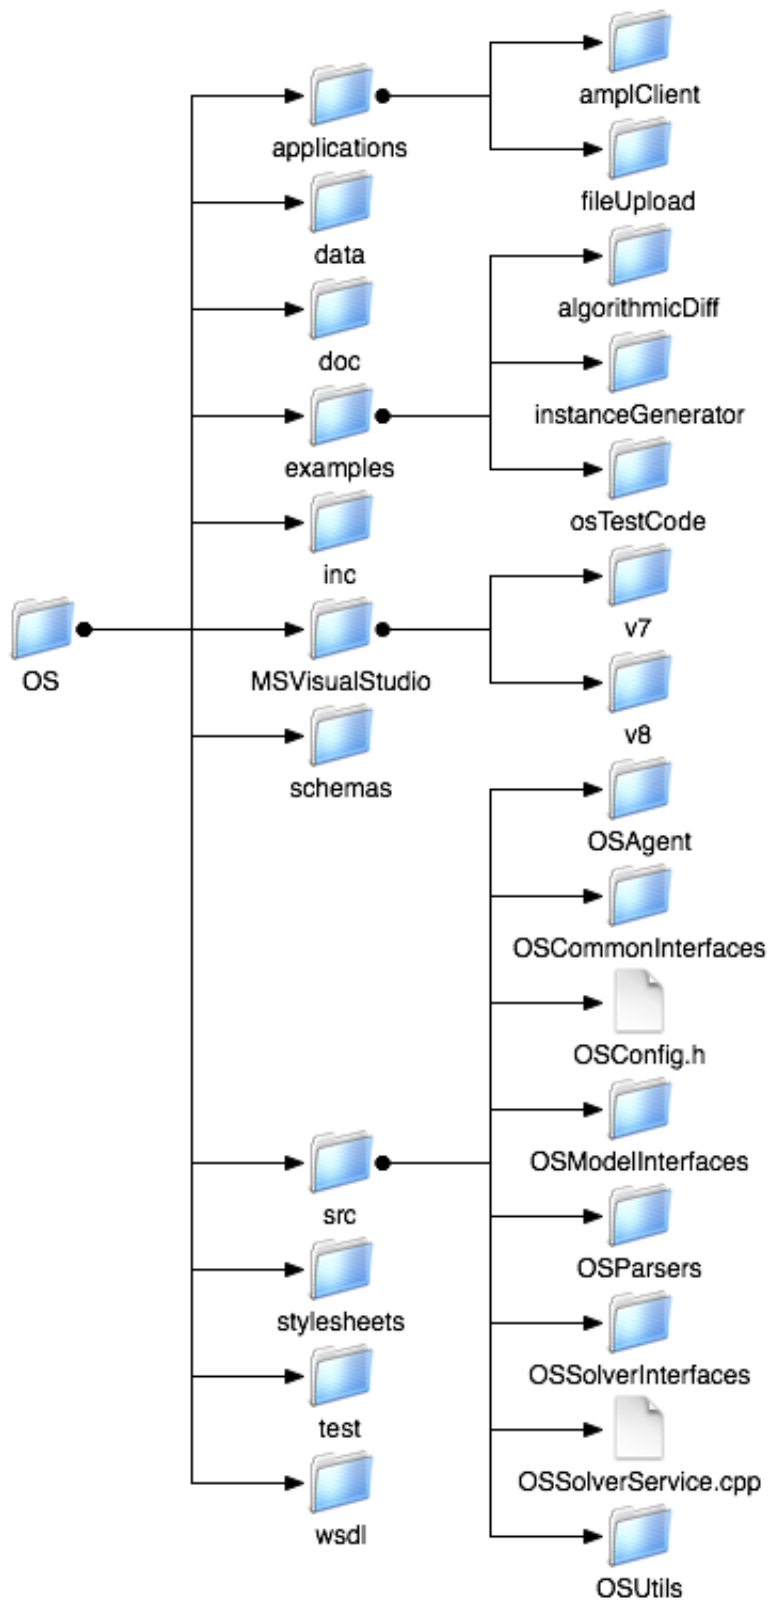 amplClient
applications
fileUpload
data
algorithmicDiff
doc
instanceGenerator
examples
osTestCode
inc
v7
OS
MSVisualStudio
v8
schemas
OSAgent
OSCommonInterfaces
OSConfig.h
OSModelInterfaces
src
OSParsers
stylesheets
OSSolverInterfaces
test
OSSolverService.cpp
wsdl
OSUtils